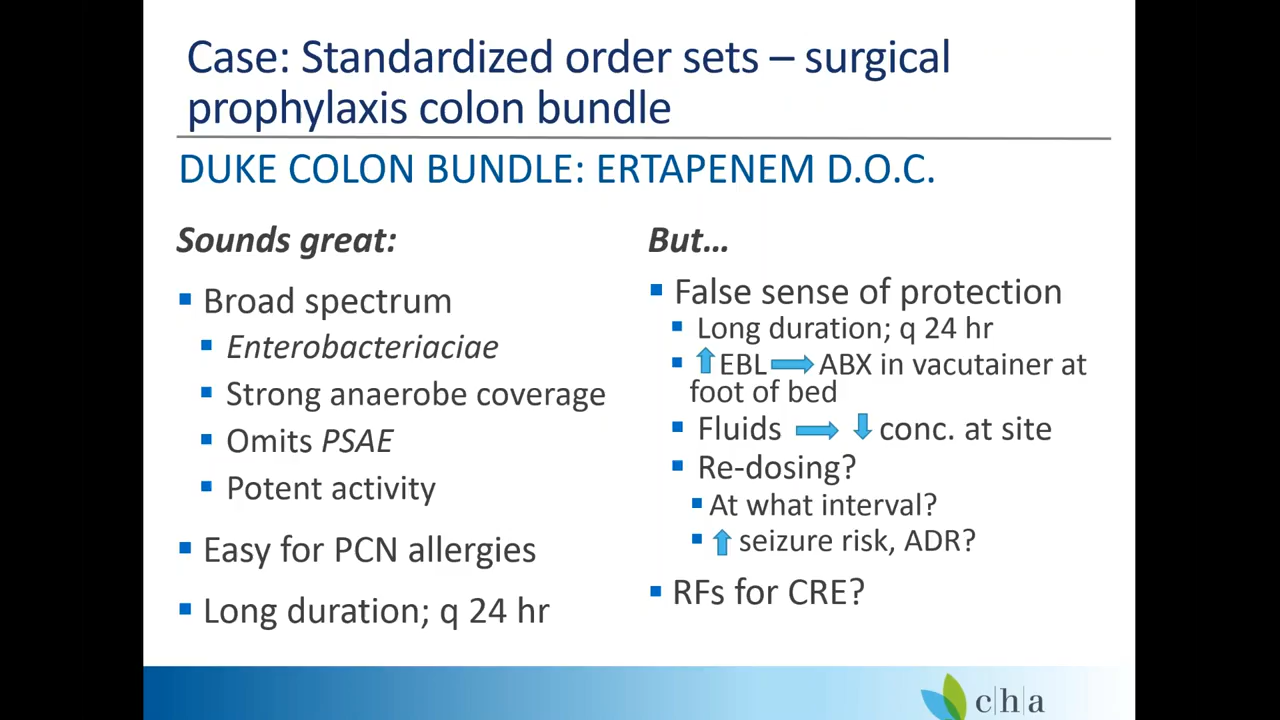 Case: Standardized order sets – surgical
prophylaxis colon bundle
DUKE COLON BUNDLE: ERTAPENEM D.O.C.
Sounds great:
Broad spectrum
Enterobacteriaciae
Strong anaerobe coverage
Omits PSAE
Potent activity
Easy for PCN allergies
Long duration; q 24 hr
But…
False sense of protection
Long duration; q 24 hr
EBL ABX in vacutainer at
foot of bed
Fluids conc. at site
Re-dosing?
At what interval?
seizure risk, ADR?
RFs for CRE?
c|h|a